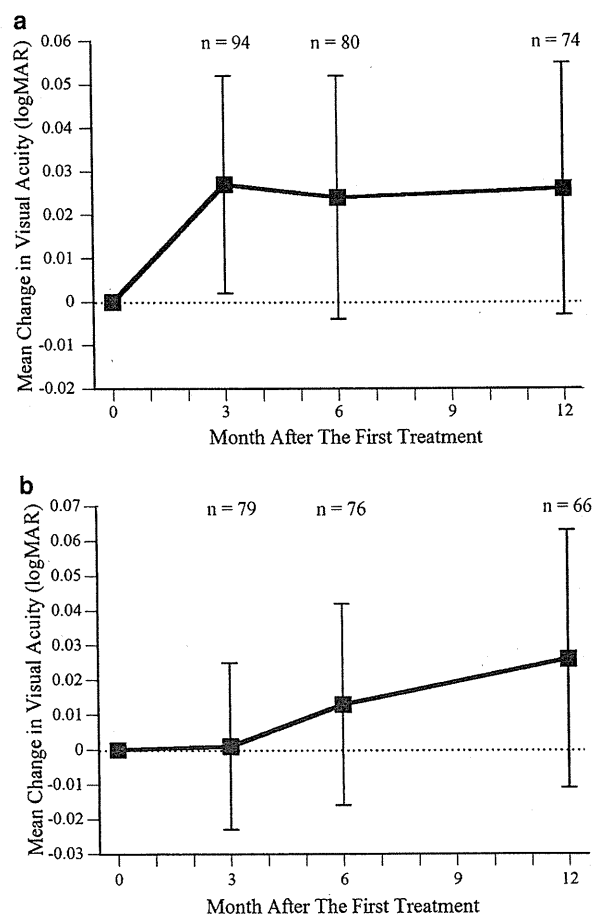 a
Mean Change in Visual Acuity (logMAR)
0.06
0.05
0.04
0.03
0.02
0.01
0
-0.01
-0.02
n = 94
n = 80
n = 74
0
3
6
9
12
Month After The First Treatment
b
Mean Change in Visual Acuity (logMAR)
0.07
0.06
0.05
0.04
0.03
0.02
0.01
0
-0.01
-0.02
-0.03
n = 79
n = 76
n = 66
0
3
6
9
12
Month After The First Treatment